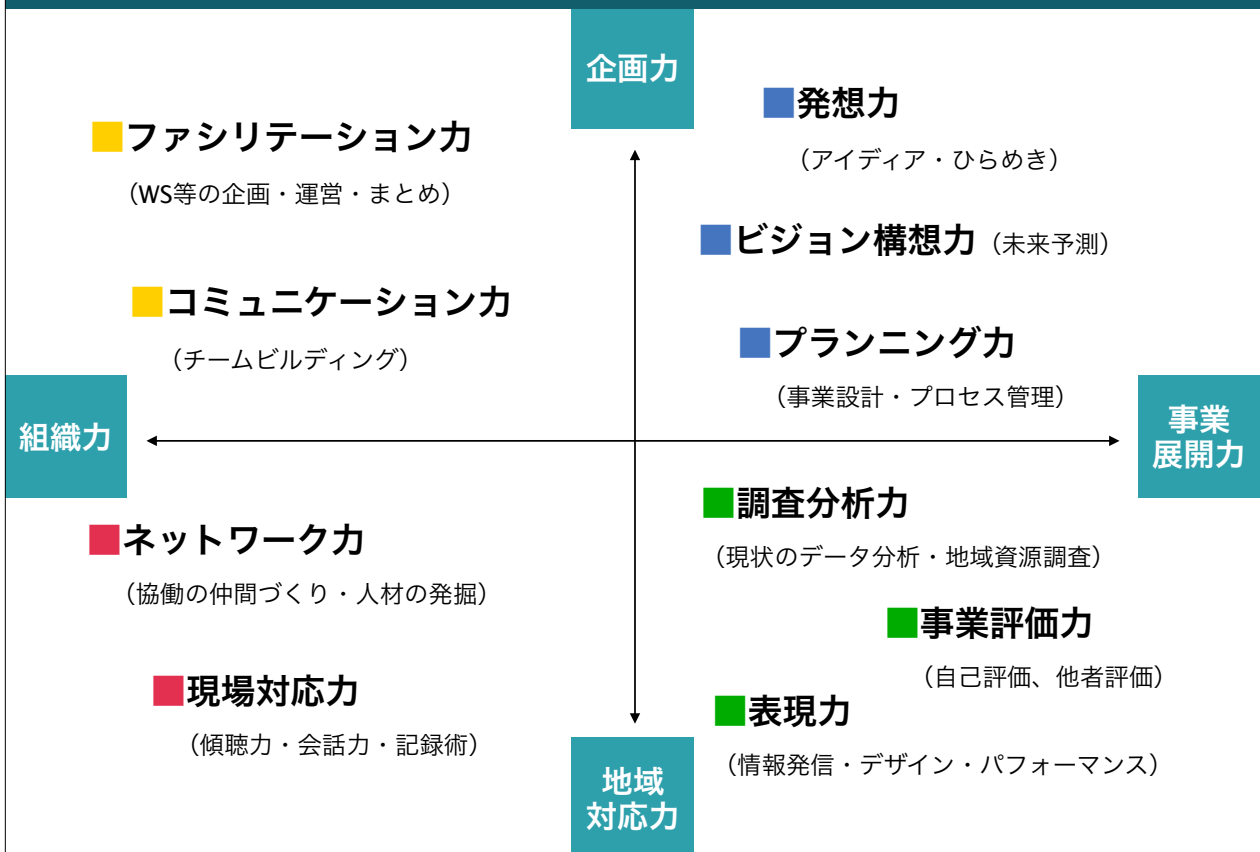 企画力
■ファシリテーション力
（WS等の企画・運営・まとめ）
■コミュニケーション力
（チームビルディング）
■発想力
（アイディア・ひらめき）
■ビジョン構想力（未来予測）
■プランニング力
（事業設計・プロセス管理）
組織力
事業
展開力
■ネットワーク力
（協働の仲間づくり・人材の発掘）
■現場対応力
（傾聴力・会話力・記録術）
■調査分析力
（現状のデータ分析・地域資源調査）
■事業評価力
（自己評価、他者評価）
■表現力
（情報発信・デザイン・パフォーマンス）
地域
対応力